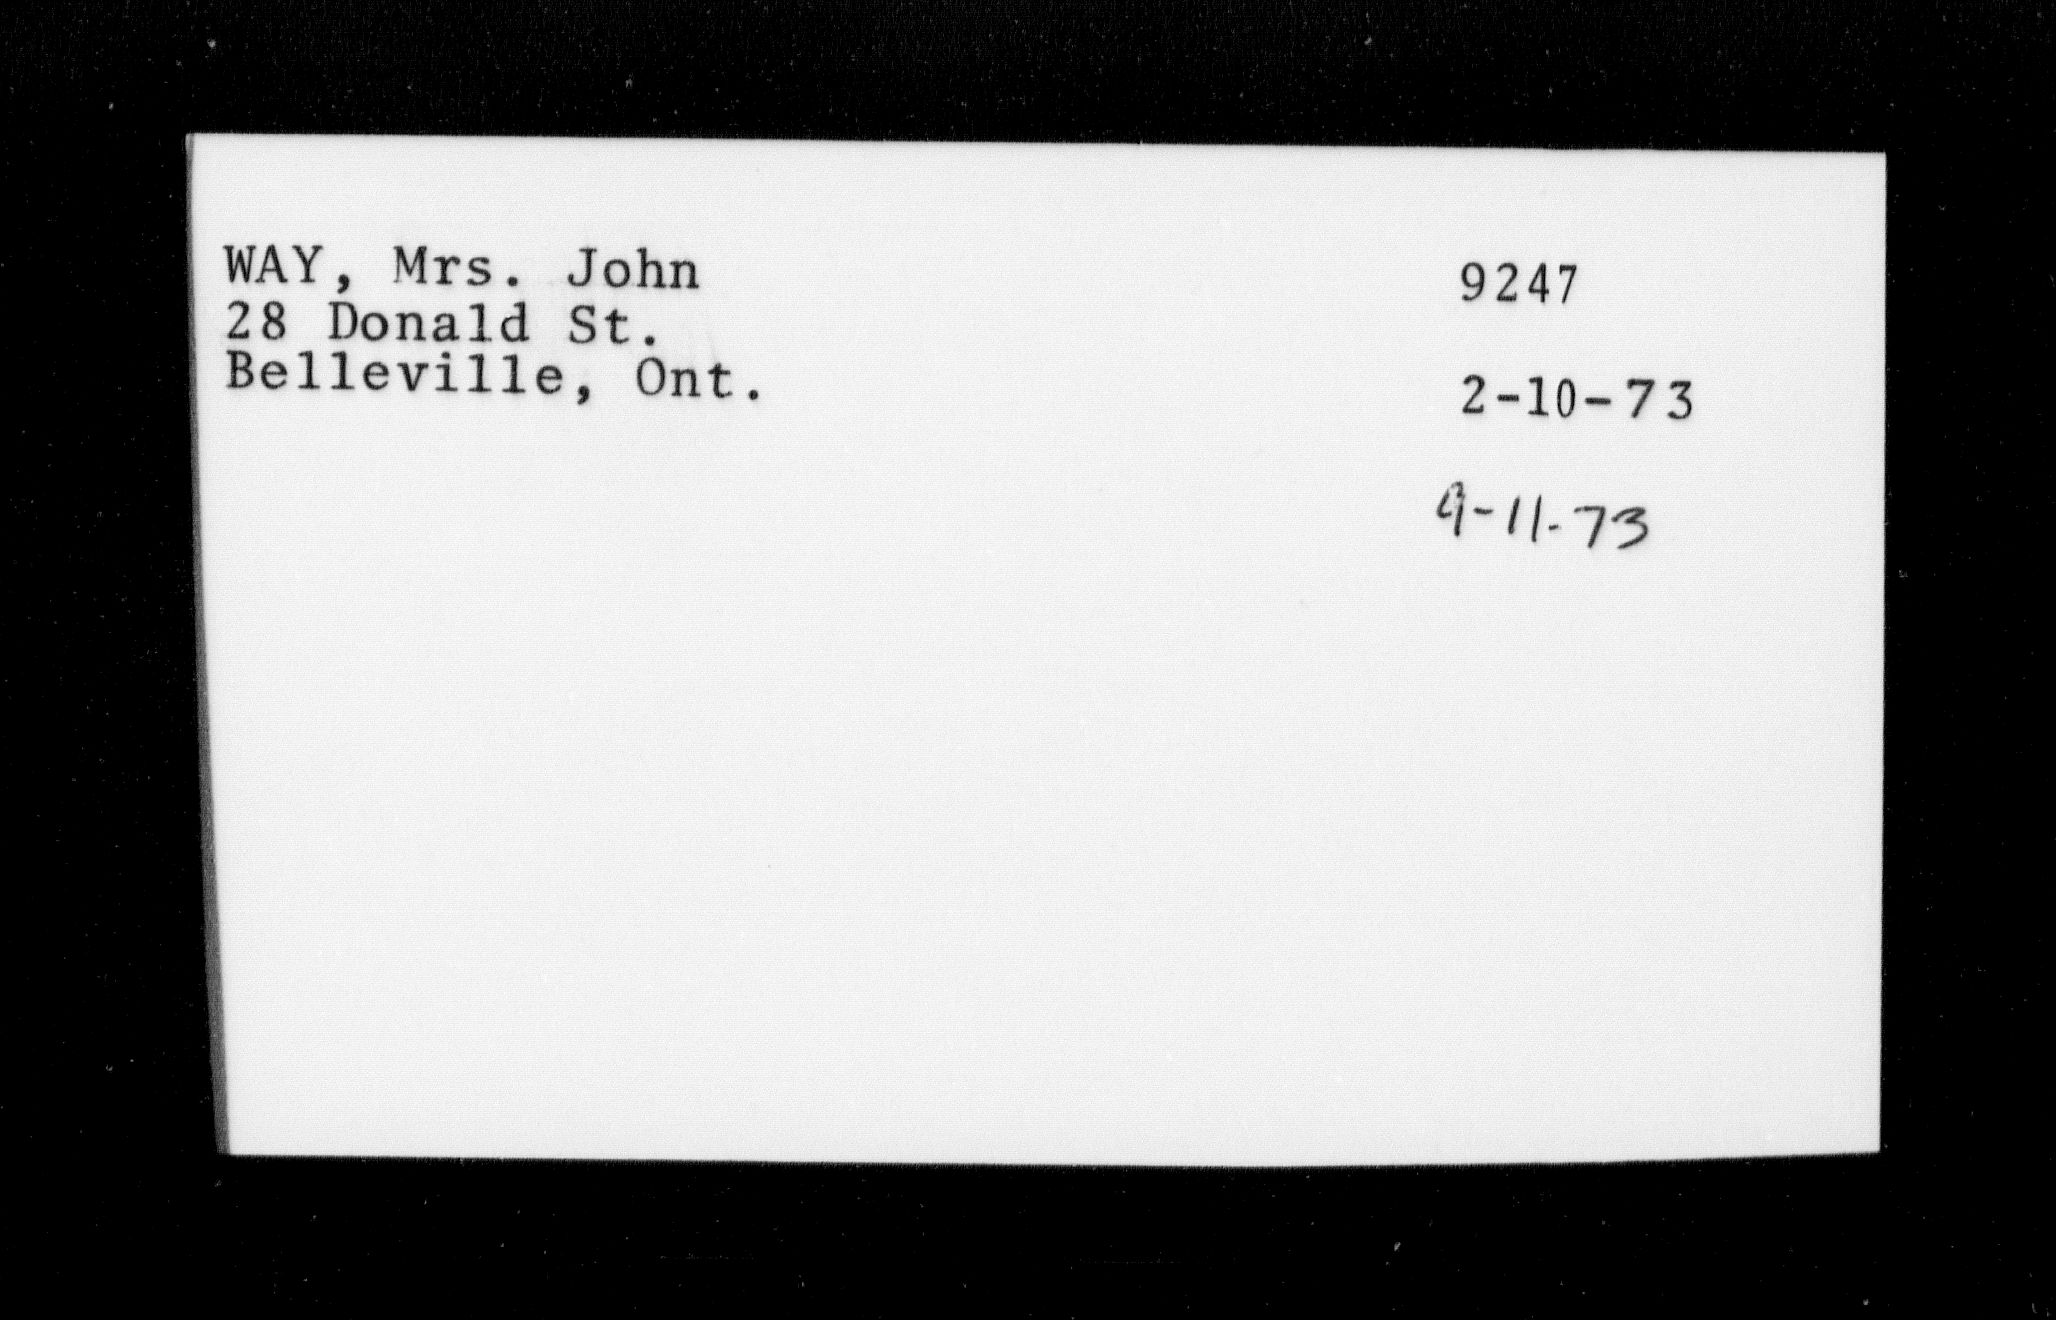 WAY, Mrs. John
28 Donald St.
Belleville, Ont.
9247
2-10-73
9-11-73